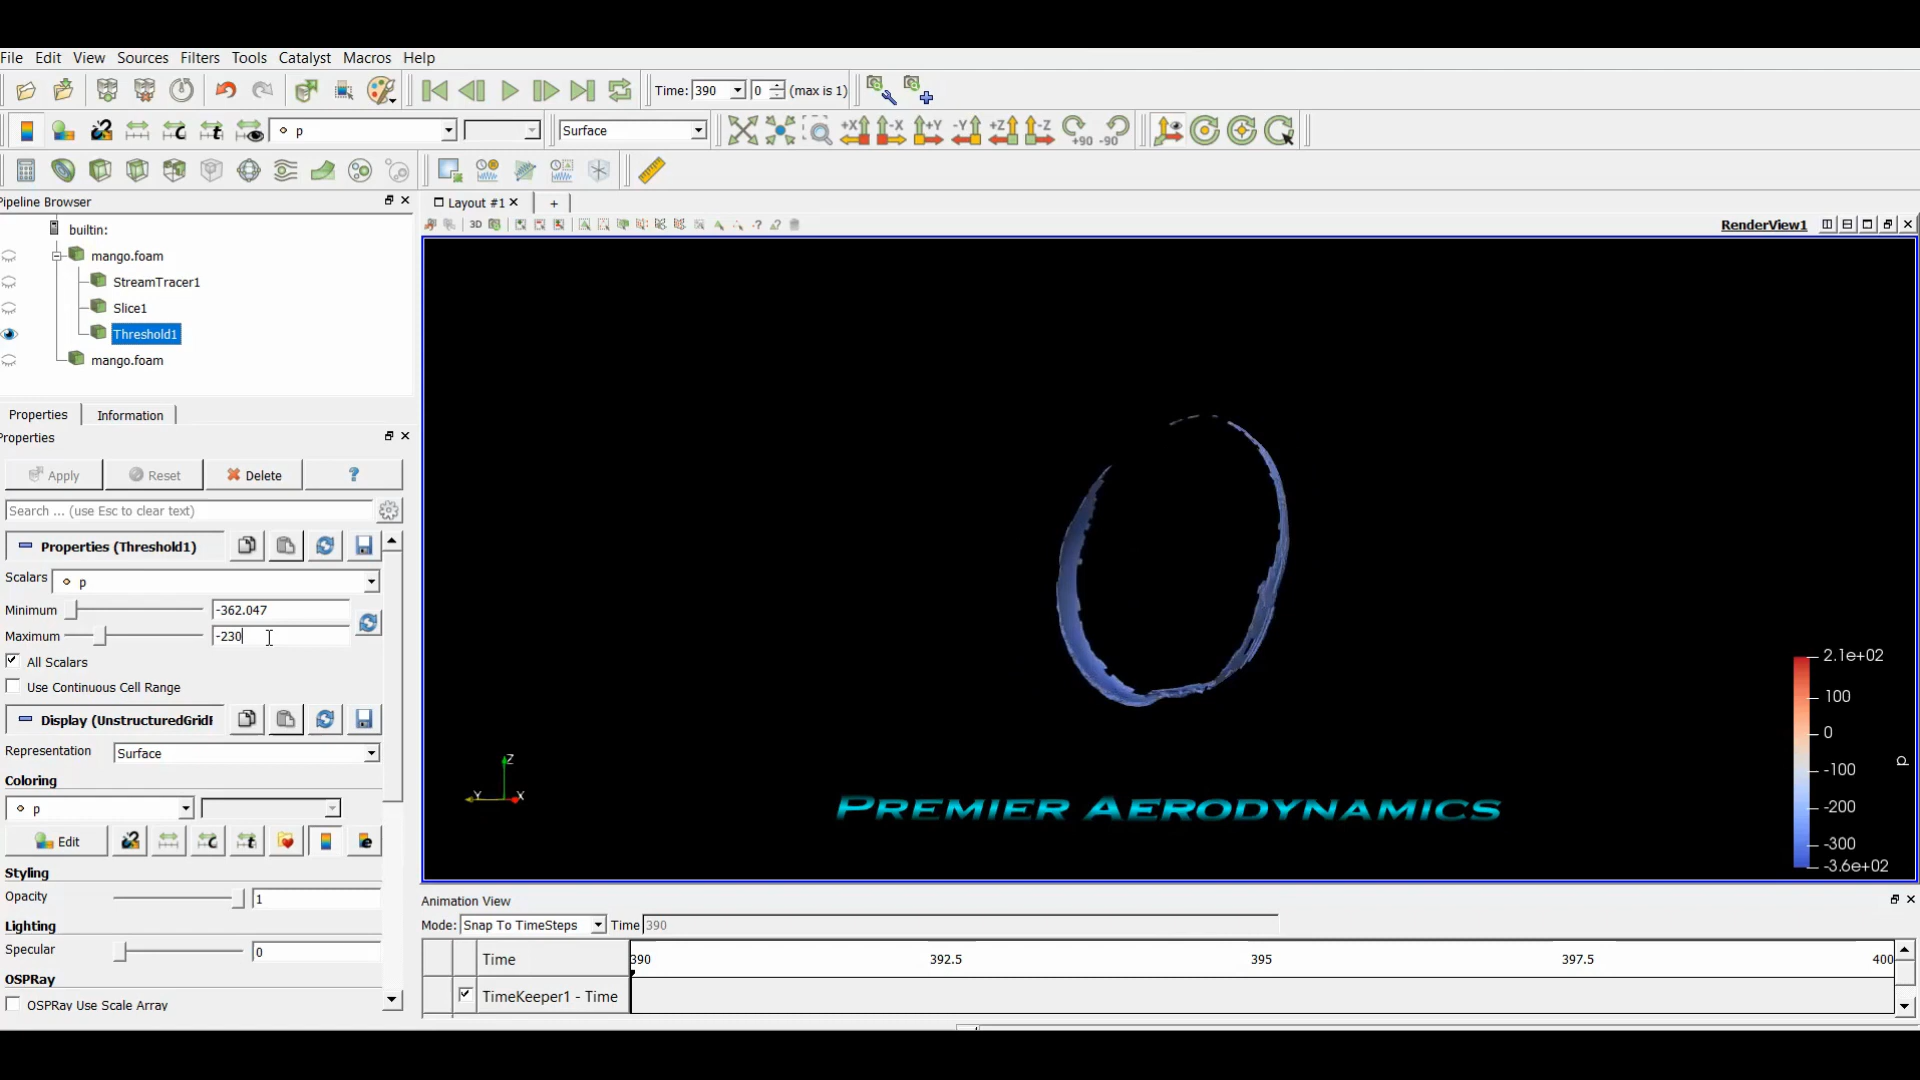 File Edit View Sources Filters Tools Catalyst Macros Help
Time: 390 0 (max is 1)
p Surface +X -X +Y -Y +Z -Z +90 -90
Pipeline Browser
Layout #1 +
3D RenderView1
builtin:
mango.foam
StreamTracer1
Slice1
Threshold1
mango.foam
Properties Information
Properties
Apply Reset Delete ?
Search ... (use Esc to clear text)
Properties (Threshold1)
Scalars p
Minimum -362.047
Maximum -230
All Scalars
Use Continuous Cell Range
Display (UnstructuredGridF
Representation Surface
Coloring
p
Edit
Styling
Opacity 1
Lighting
Specular 0
OSPRay
OSPRay Use Scale Array
Z
Y X
PREMIER AERODYNAMICS
2.1e+02
100
0
-100
-200
-300
-3.6e+02
p
Animation View
Mode: Snap To TimeSteps Time 390
Time 390 392.5 395 397.5 400
TimeKeeper1 - Time